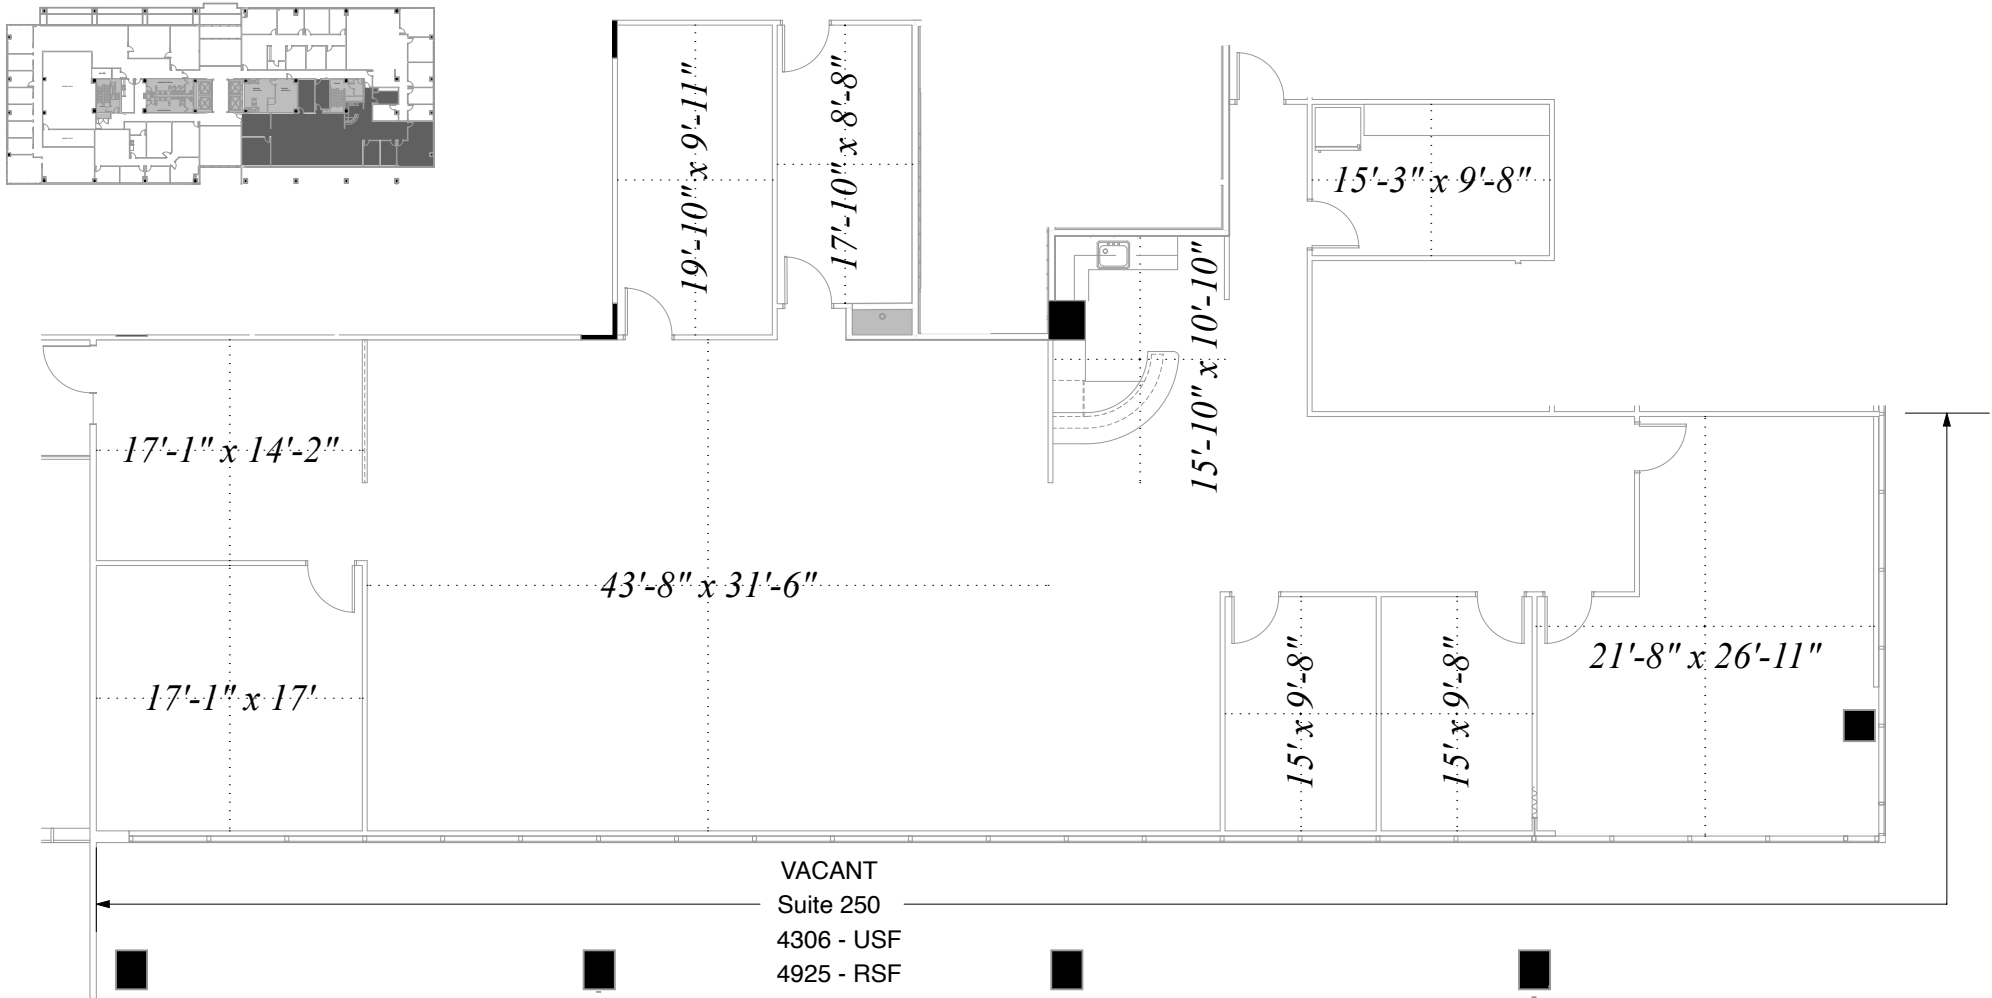 19'-10" x 9'-11"
17'-10" x 8'-8"
15'-3" x 9'-8"
15'-10" x 10'-10"
17'-1" x 14'-2"
43'-8" x 31'-6"
17'-1" x 17'
15' x 9'-8"
15' x 9'-8"
21'-8" x 26'-11"
VACANT
Suite 250
4306 - USF
4925 - RSF